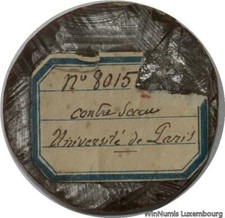 n° 8015
contre Sceau
Université de Paris
WinNumis Luxembourg